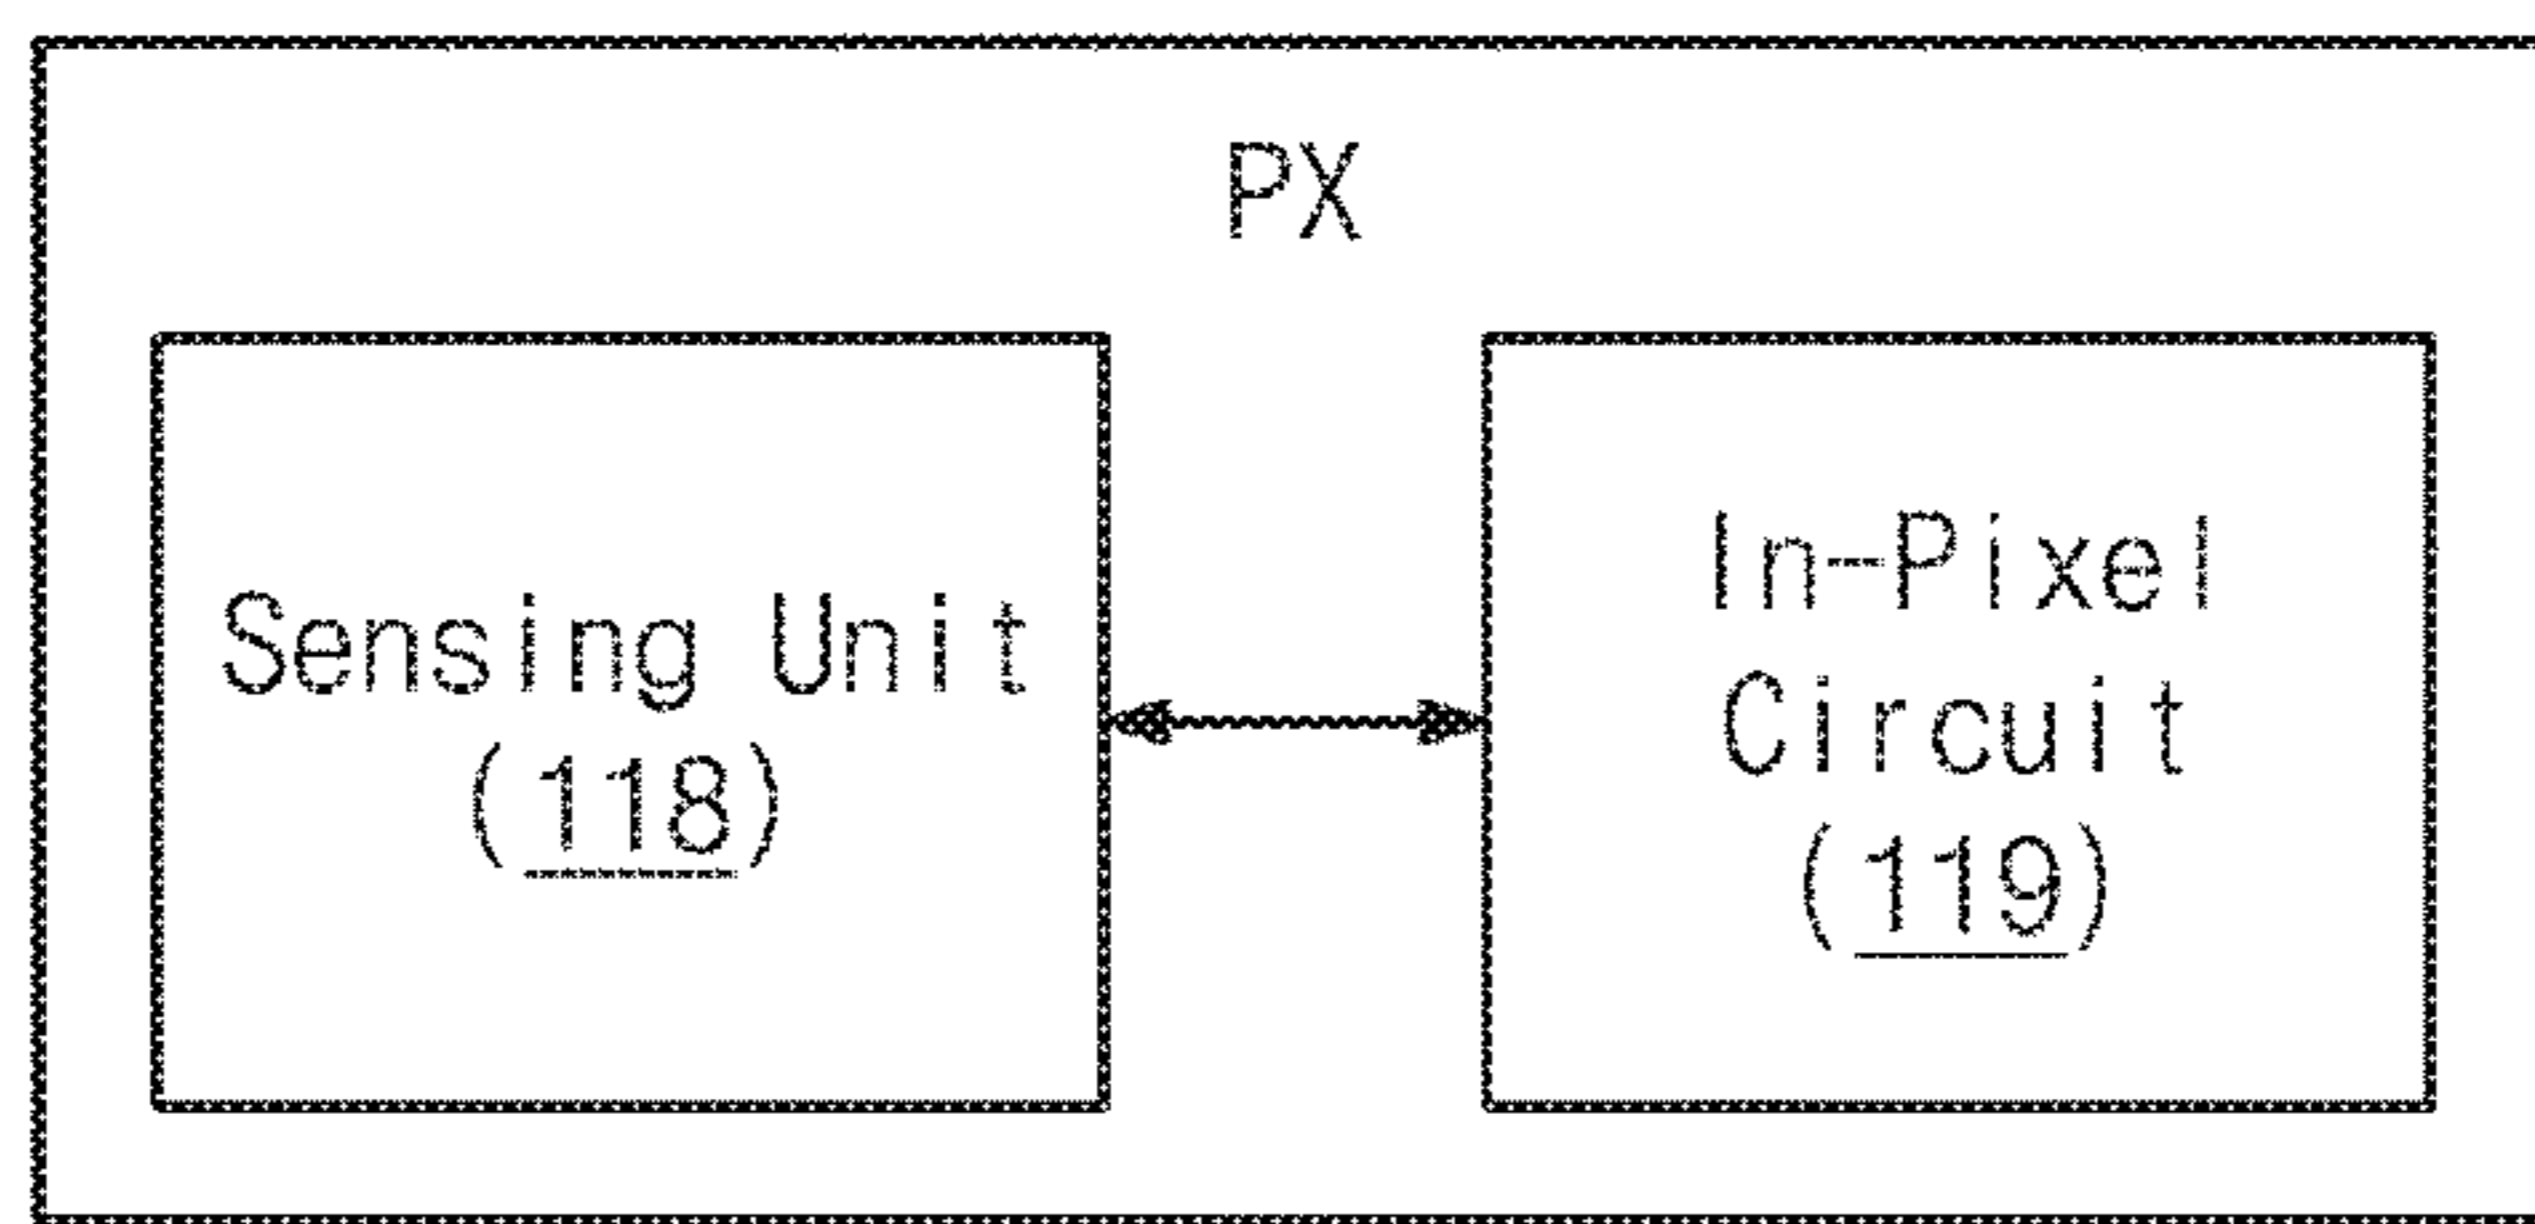 PX
Sensing Unit
(118)
In-Pixel
Circuit
(119)